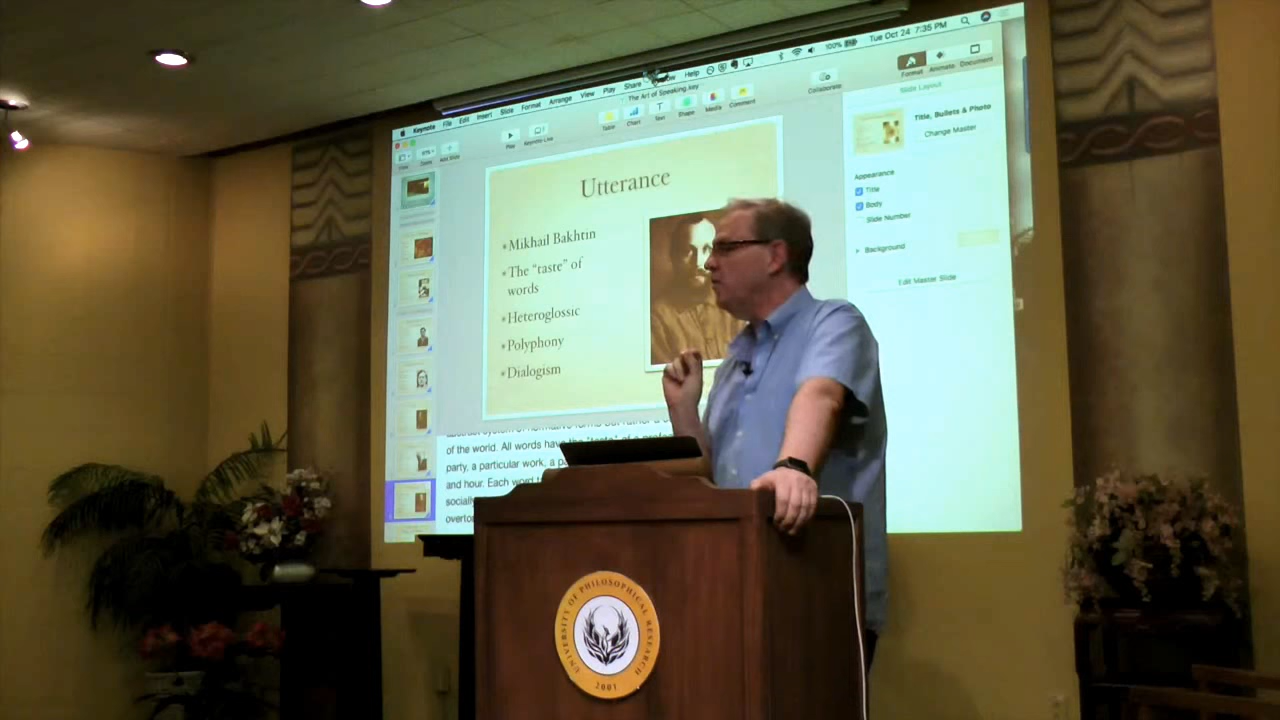 Keynote File Edit Insert Slide Format Arrange View Play Share Help 100% Tue Oct 24 7:35 PM
The Art of Speaking.key
Zoom Add Slide Play Keynote Live Table Chart Text Shape Media Comment Collaborate Format Animate Document
Slide Layout
Title, Bullets & Photo
Change Master
Appearance
Title
Body
Slide Number
Background
Edit Master Slide
Utterance
*Mikhail Bakhtin
*The "taste" of
words
*Heteroglossic
*Polyphony
*Dialogism
of the world. All words have the "taste" of a
party, a particular work, a
and hour. Each word
UNIVERSITY OF PHILOSOPHICAL RESEARCH
2001